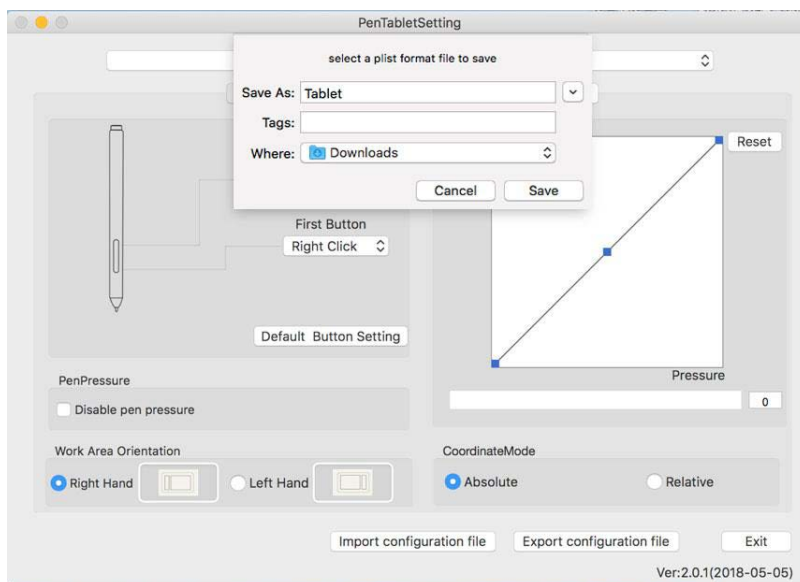 PenTabletSetting
select a plist format file to save
Save As: Tablet
Tags:
Where: Downloads
Cancel Save
Reset
First Button
Right Click
Default Button Setting
Pressure
0
PenPressure
Disable pen pressure
Work Area Orientation
Right Hand Left Hand
CoordinateMode
Absolute Relative
Import configuration file Export configuration file Exit
Ver:2.0.1(2018-05-05)